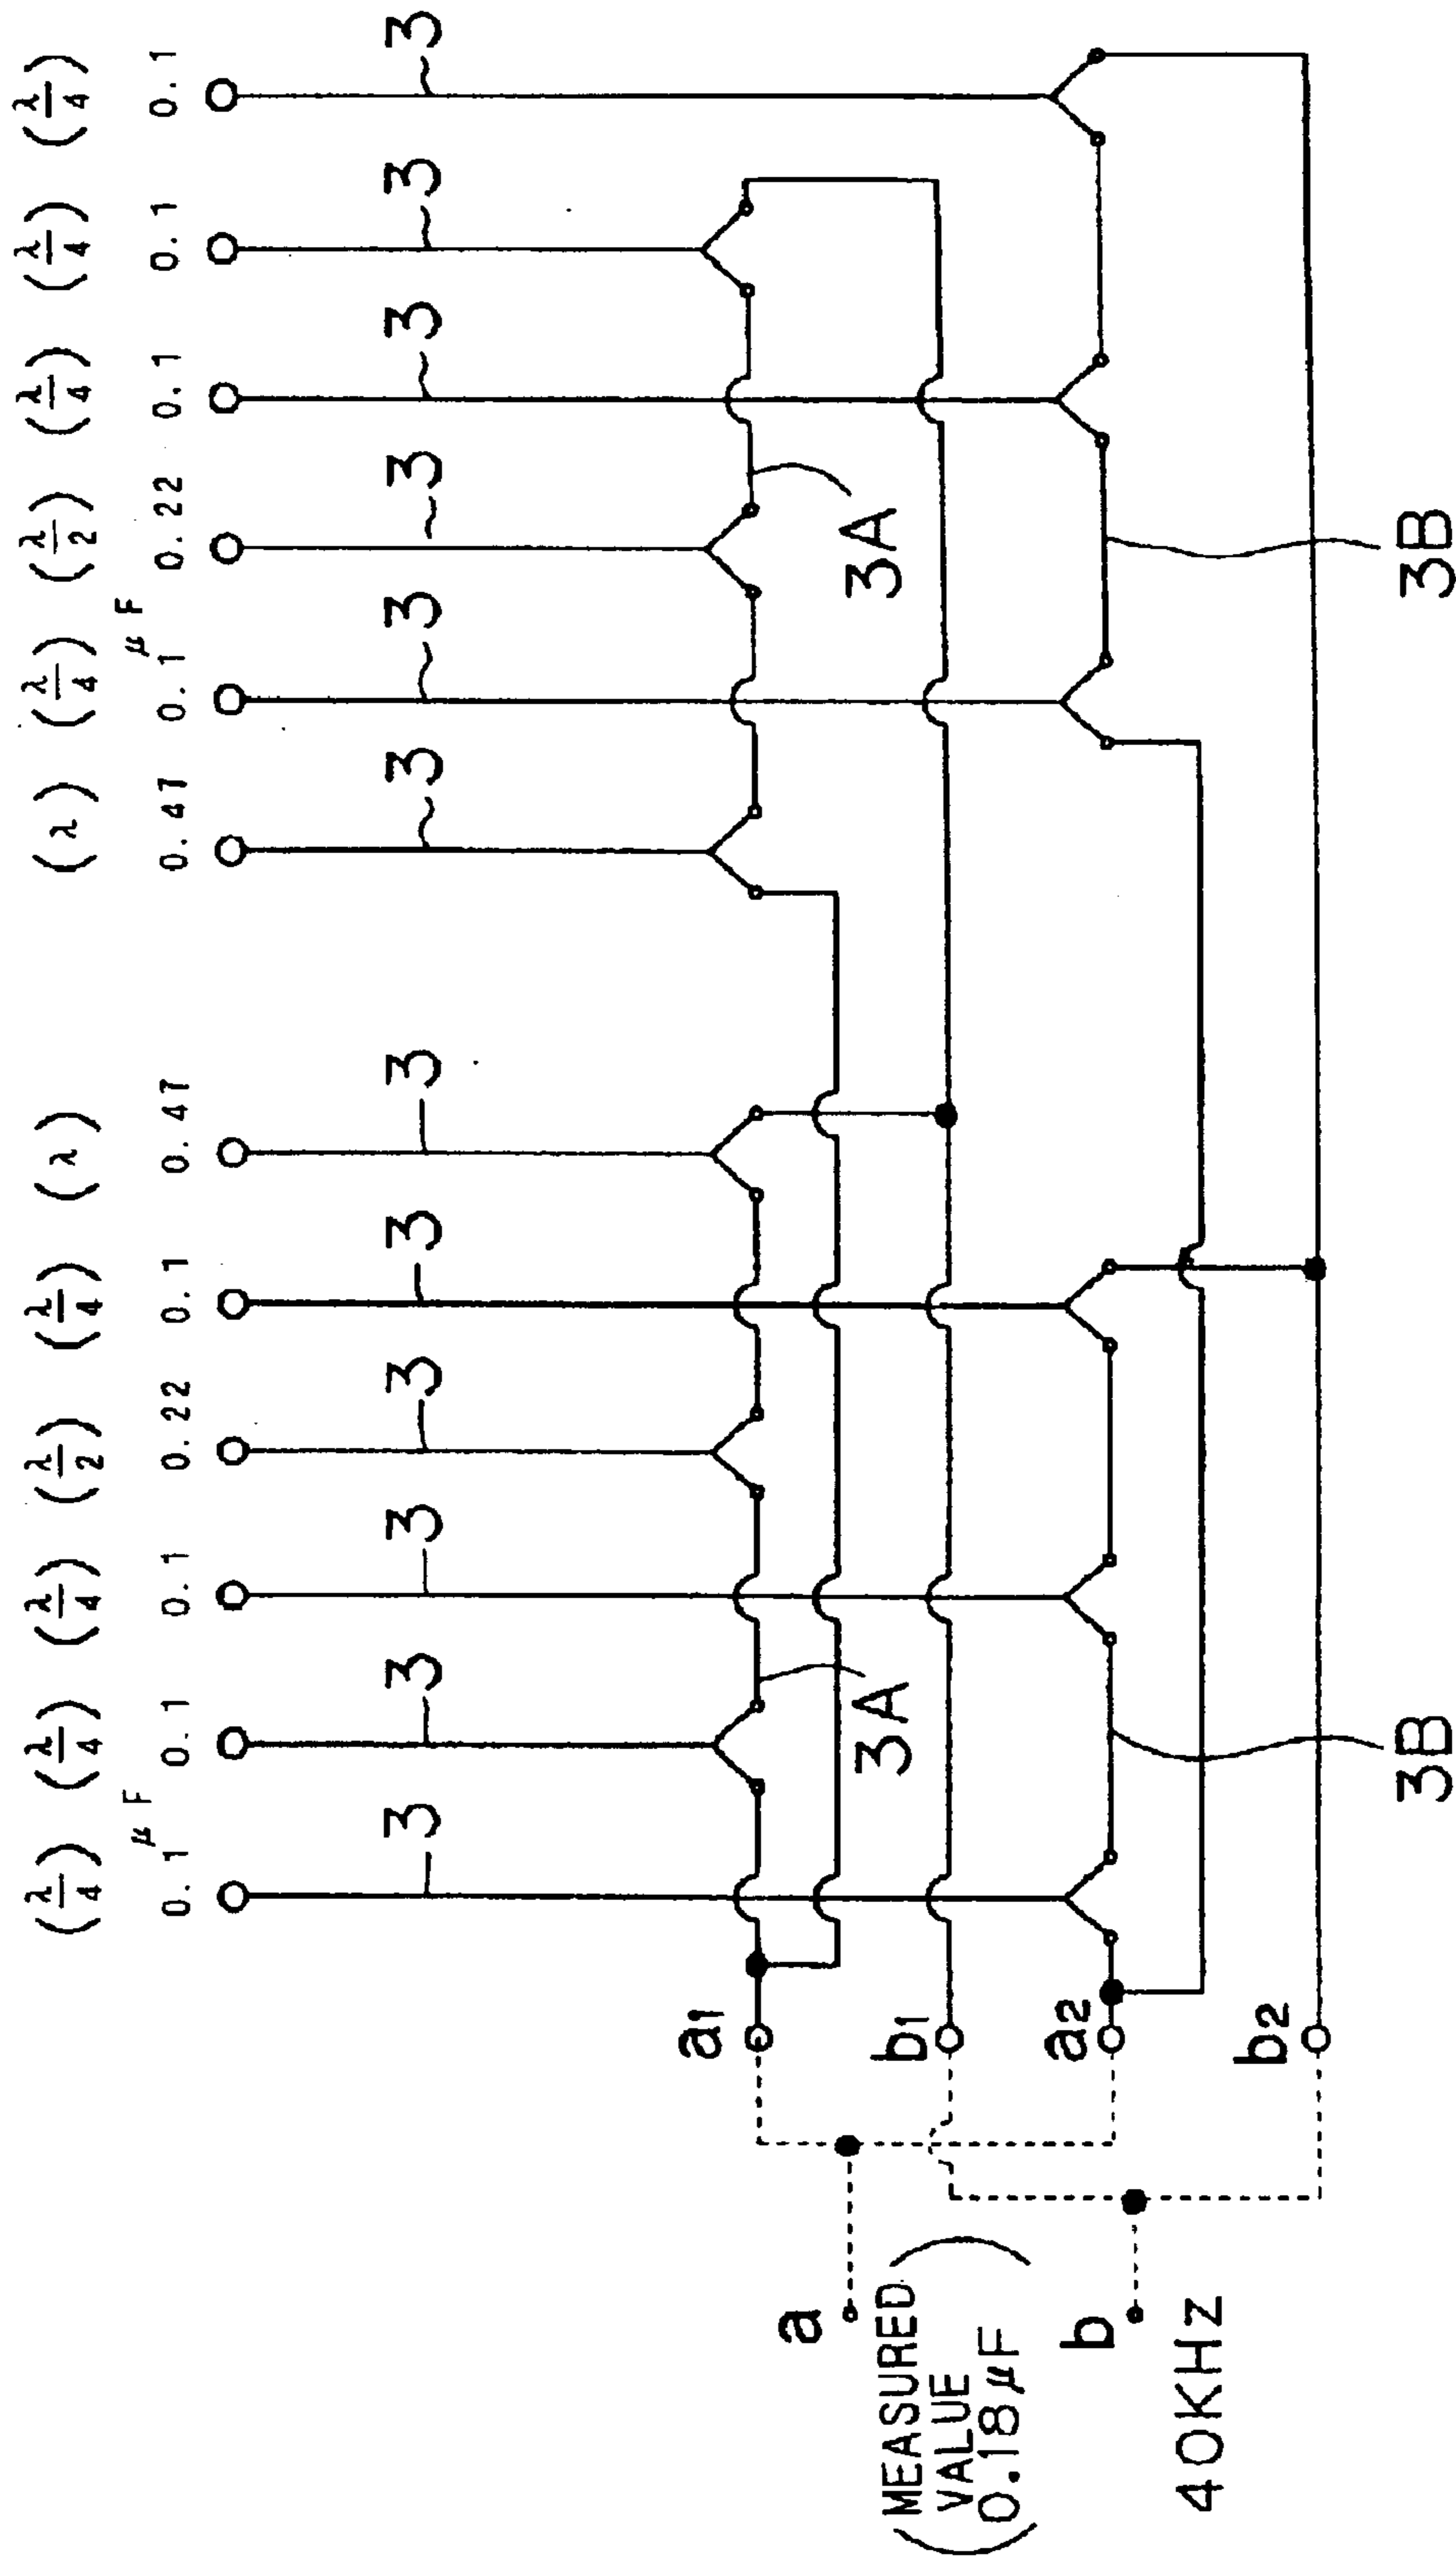 (λ/4) (λ/4) (λ/4) (λ/2) (λ/4) (λ) (λ) (λ/4) (λ/2) (λ/4) (λ/4) (λ/4)
μF μF
0.1 0.1 0.1 0.22 0.1 0.47 0.47 0.1 0.22 0.1 0.1 0.1
3 3 3 3 3 3 3 3 3 3 3 3
a1
a
3A 3A
b1
(MEASURED
VALUE
0.18μF)
a2
b
40KHz
b2
3B 3B